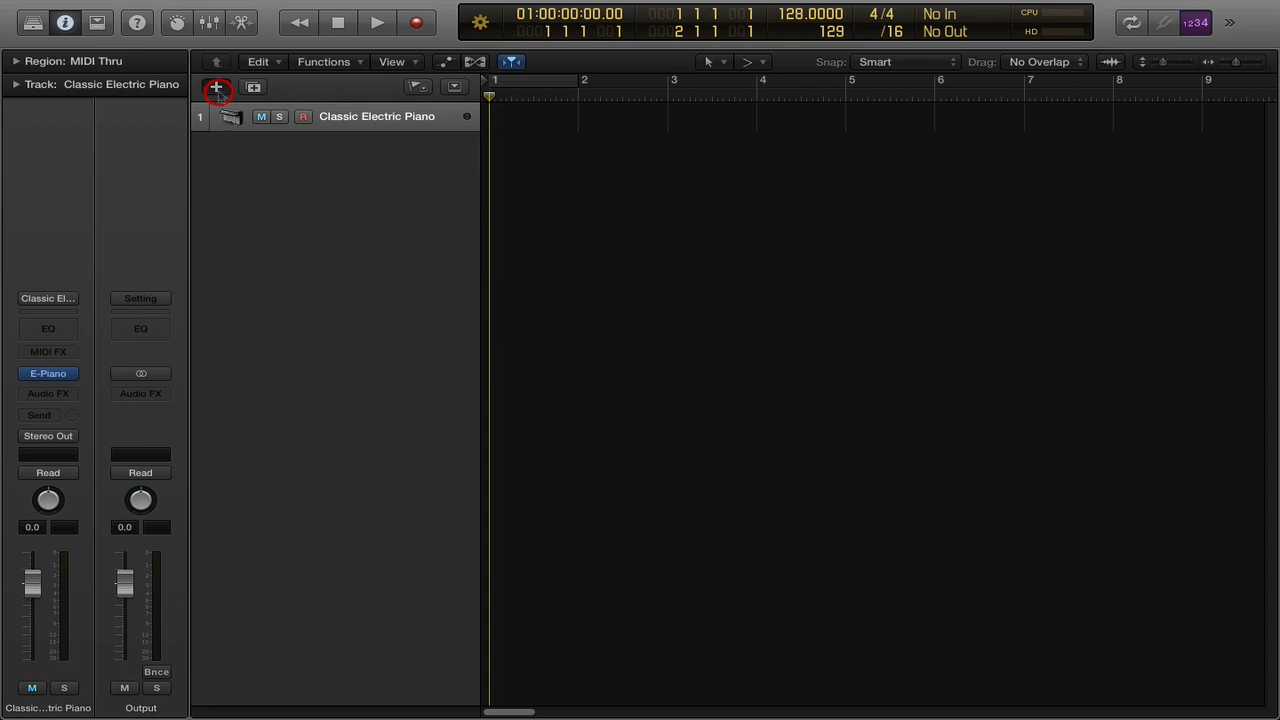 01:00:00:00.00 1 1 1 1 128.0000 4/4 No In CPU
1 1 1 1 2 1 1 1 129 /16 No Out HD
1234
Region: MIDI Thru
Edit Functions View Snap: Smart Drag: No Overlap
Track: Classic Electric Piano
1 2 3 4 5 6 7 8 9
1 M S R Classic Electric Piano
Classic El... Setting
EQ EQ
MIDI FX
E-Piano
Audio FX Audio FX
Send
Stereo Out
Read Read
0.0 0.0
Bnce
M S M S
Classic...tric Piano Output